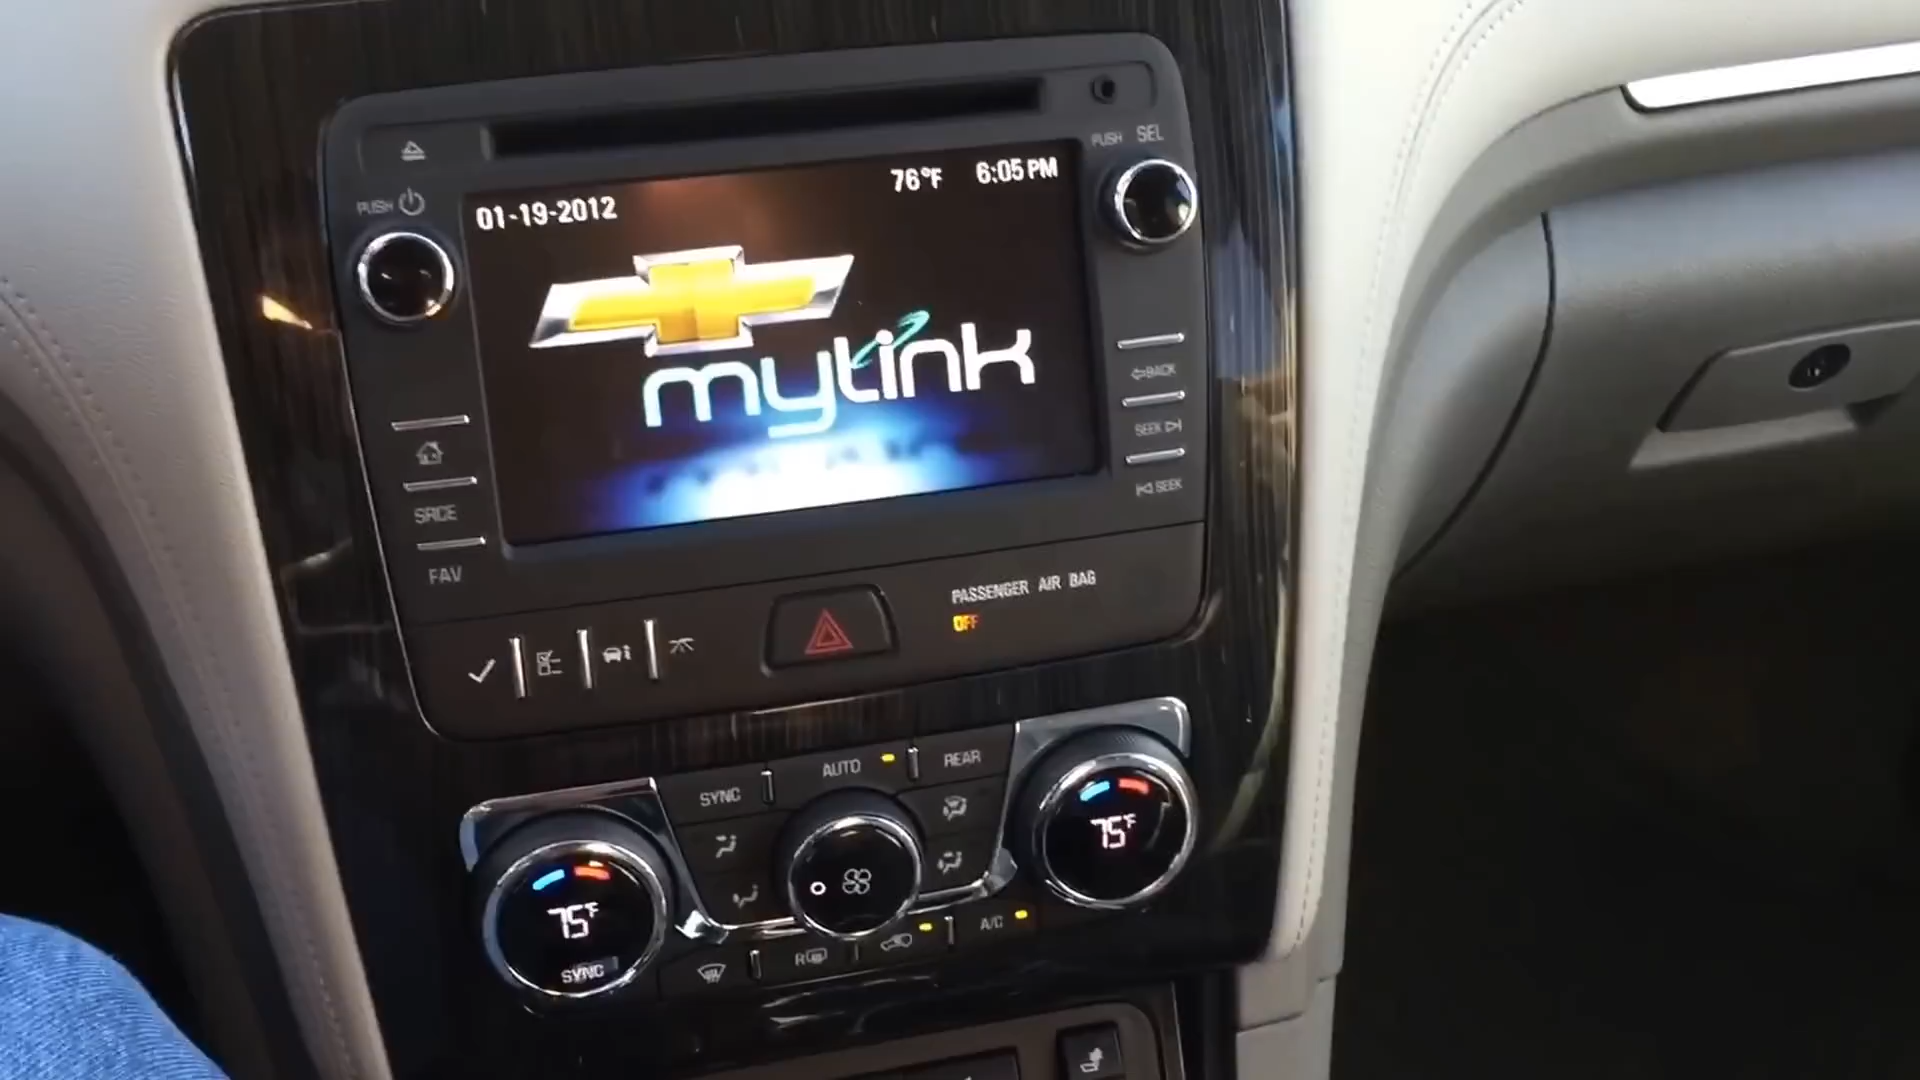 PUSH SEL
76°F 6:05 PM
01-19-2012
PUSH
mylink
BACK
SEEK
SEEK
SRCE
FAV
PASSENGER AIR BAG
OFF
AUTO REAR
SYNC
75°F
75°F
SYNC
R
A/C